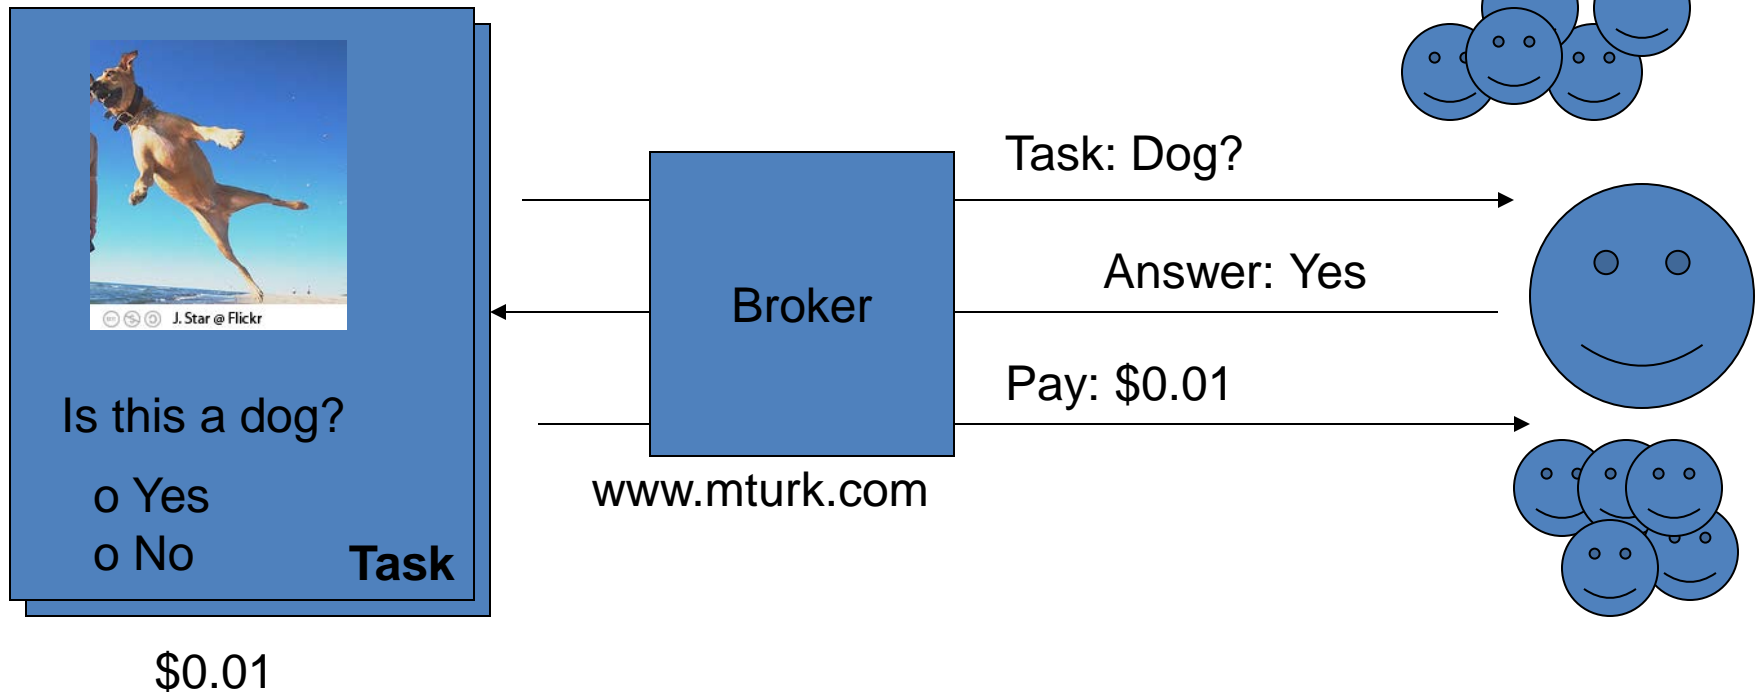 J. Star @ Flickr
Is this a dog?
o Yes
o No
Task
$0.01
Broker
www.mturk.com
Task: Dog?
Answer: Yes
Pay: $0.01